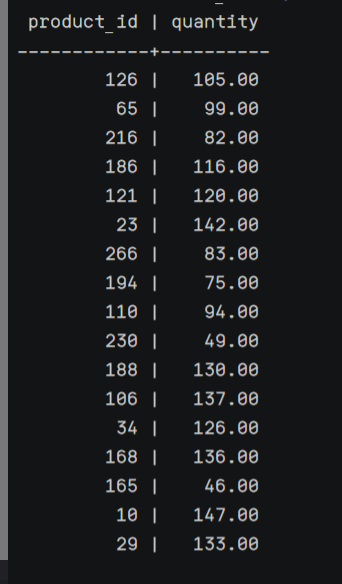 product_id | quantity
------------+----------
126 | 105.00
65 | 99.00
216 | 82.00
186 | 116.00
121 | 120.00
23 | 142.00
266 | 83.00
194 | 75.00
110 | 94.00
230 | 49.00
188 | 130.00
106 | 137.00
34 | 126.00
168 | 136.00
165 | 46.00
10 | 147.00
29 | 133.00